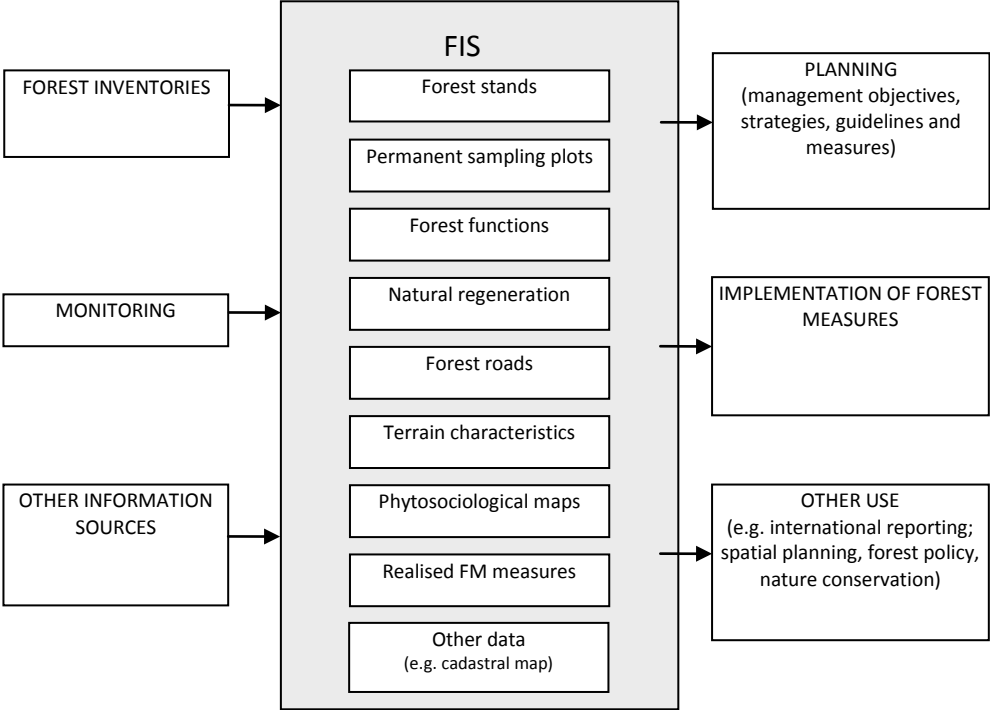 FIS
FOREST INVENTORIES
MONITORING
OTHER INFORMATION
SOURCES
Forest stands
Permanent sampling plots
Forest functions
Natural regeneration
Forest roads
Terrain characteristics
Phytosociological maps
Realised FM measures
Other data
(e.g. cadastral map)
PLANNING
(management objectives,
strategies, guidelines and
measures)
IMPLEMENTATION OF FOREST
MEASURES
OTHER USE
(e.g. international reporting;
spatial planning, forest policy,
nature conservation)